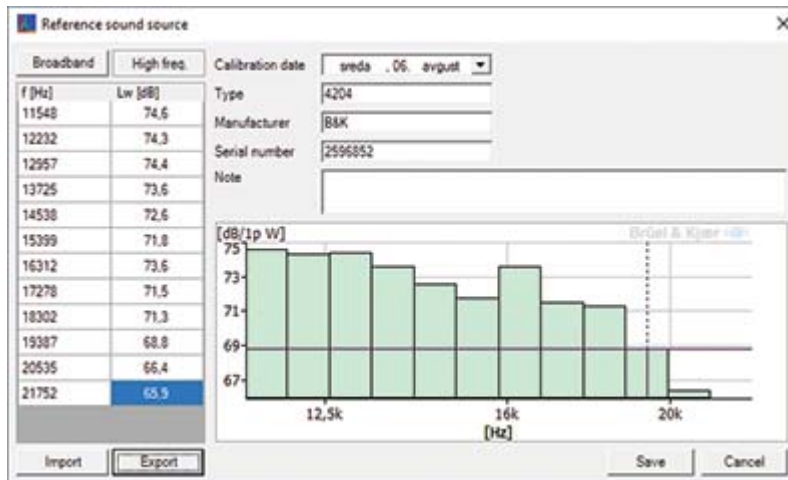 Reference sound source
Broadband High freq.
Calibration date sreda , 06. avgust
f [Hz] Lw [dB]
Type 4204
Manufacturer B&K
Serial number 2596852
Note
11548 74,6
12232 74,3
12957 74,4
13725 73,6
14538 72,6
15399 71,8
16312 73,6
17278 71,5
18302 71,3
19387 68,8
20535 66,4
21752 65,9
[dB/1p W]
Brüel & Kjær
75
73
71
69
67
12,5k 16k 20k
[Hz]
Import Export Save Cancel